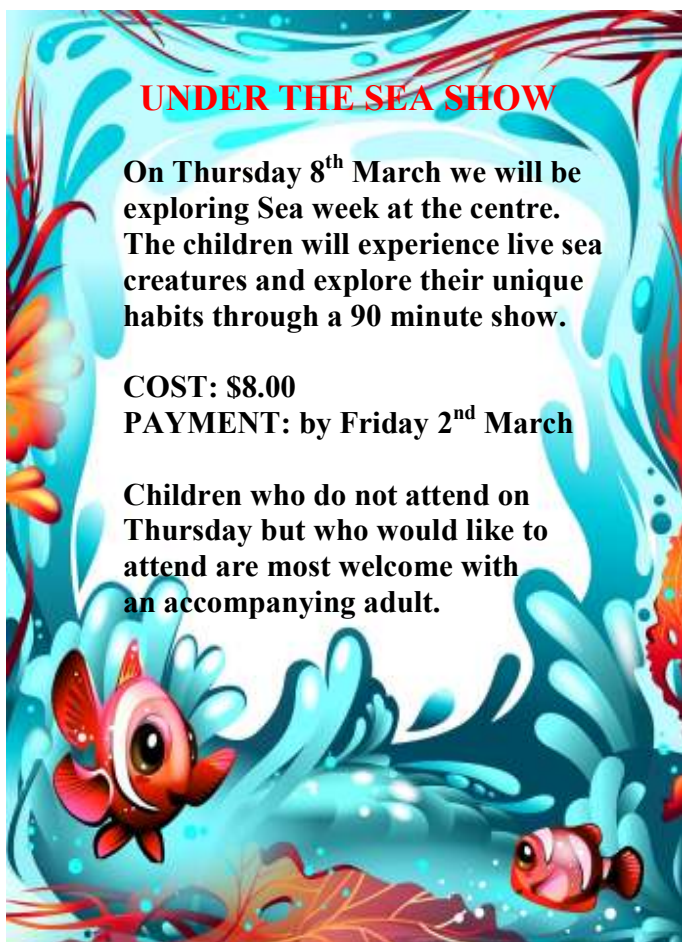 UNDER THE SEA SHOW
On Thursday 8th March we will be
exploring Sea week at the centre.
The children will experience live sea
creatures and explore their unique
habits through a 90 minute show.
COST: $8.00
PAYMENT: by Friday 2nd March
Children who do not attend on
Thursday but who would like to
attend are most welcome with
an accompanying adult.